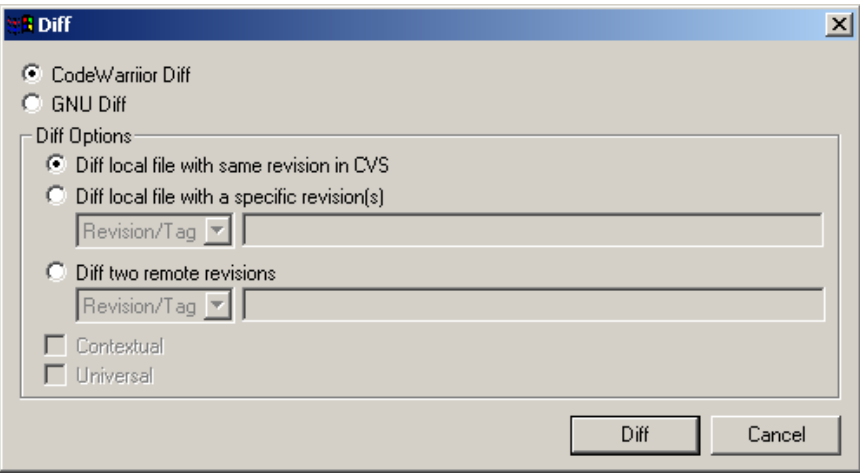 Diff
CodeWarriior Diff
GNU Diff
Diff Options
Diff local file with same revision in CVS
Diff local file with a specific revision(s)
Revision/Tag
Diff two remote revisions
Revision/Tag
Contextual
Universal
Diff Cancel